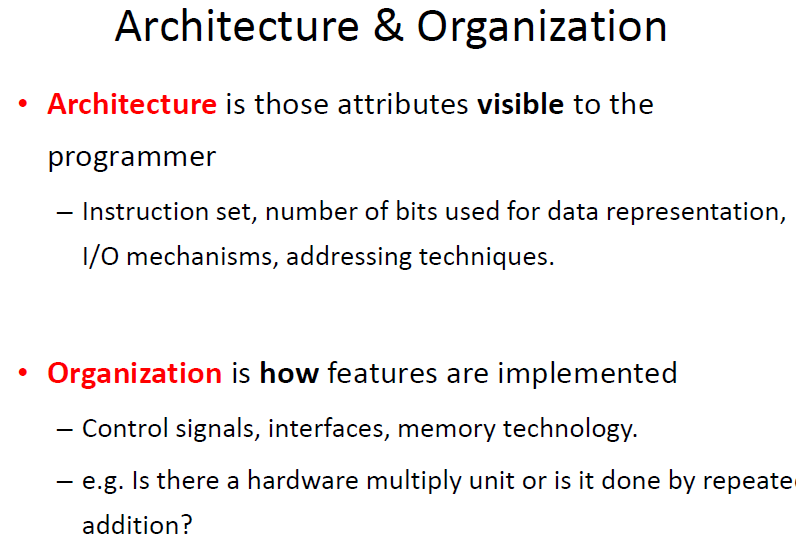 Architecture & Organization
• Architecture is those attributes visible to the
programmer
– Instruction set, number of bits used for data representation,
I/O mechanisms, addressing techniques.
• Organization is how features are implemented
– Control signals, interfaces, memory technology.
– e.g. Is there a hardware multiply unit or is it done by repeate
addition?